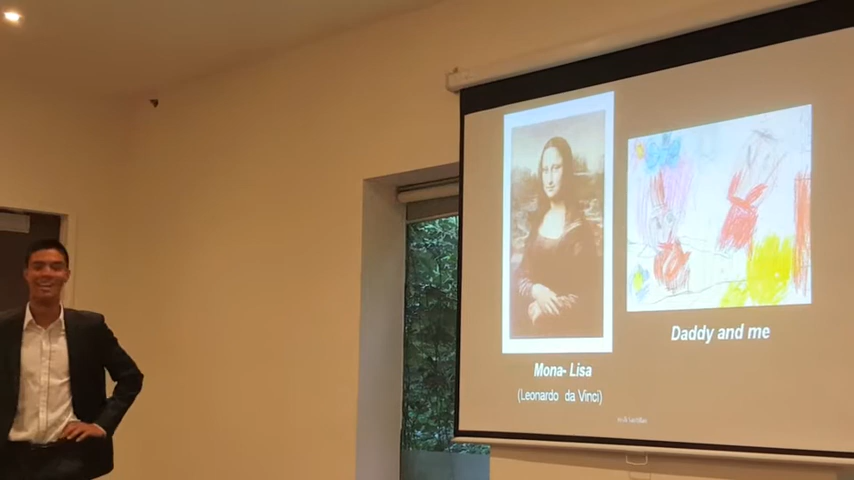 Mona- Lisa
(Leonardo da Vinci)
Daddy and me